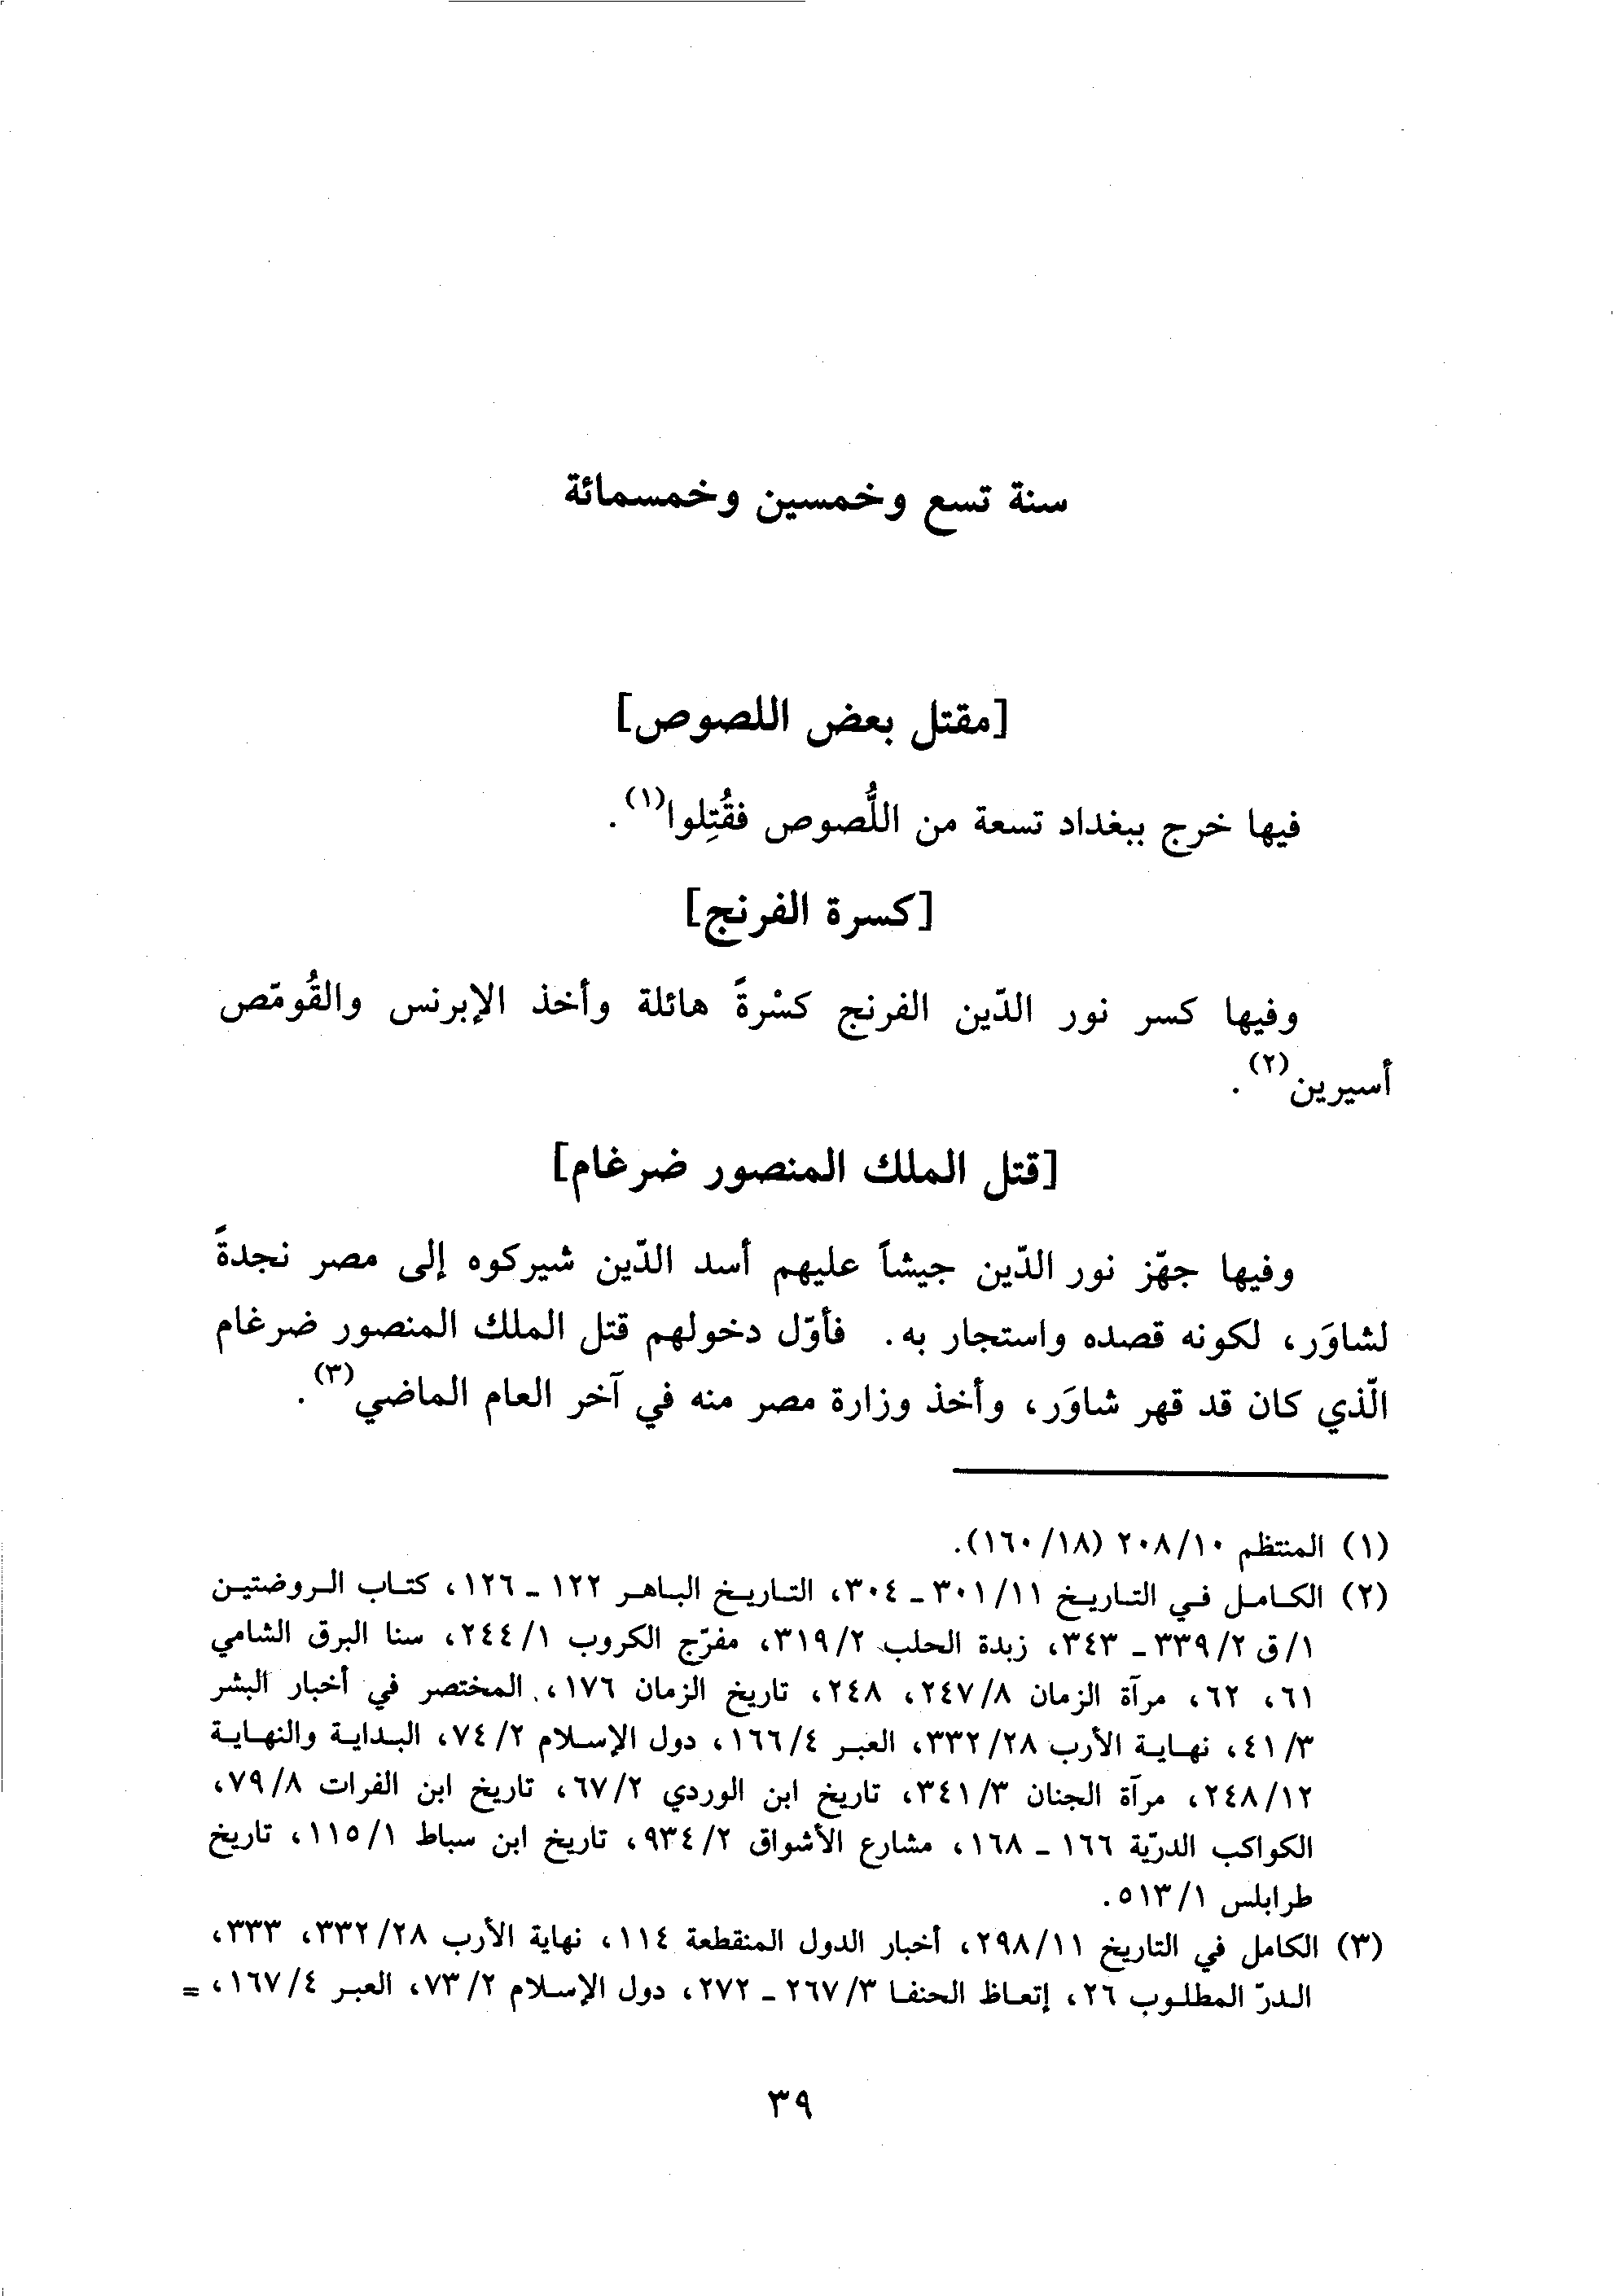 سنة تسع وخمسين وخمسمائة
[مقتل بعض اللصوص]
فيها خرج ببغداد تسعة من اللُّصوص فقُتِلوا(١).
[كسرة الفرنج]
وفيها كسر نور الدّين الفرنج كسْرةً هائلة وأخذ الإبرنس والقُومّص
أسيرين(٢).
[قتل الملك المنصور ضرغام]
وفيها جهّز نور الدّين جيشاً عليهم أسد الدّين شيركوه إلى مصر نجدةً
لشاوَر، لكونه قصده واستجار به. فأوّل دخولهم قتل الملك المنصور ضرغام
الّذي كان قد قهر شاوَر، وأخذ وزارة مصر منه في آخر العام الماضي(٣).
(١) المنتظم ٢٠٨/١٠ (١٦٠/١٨).
(٢) الكامل في التاريخ ٣٠١/١١ - ٣٠٤، التاريخ الباهر ١٢٢ - ١٢٦، كتاب الروضتين
١/ق ٣٣٩/٢ - ٣٤٣، زبدة الحلب ٣١٩/٢، مفرّج الكروب ٢٤٤/١، سنا البرق الشامي
٦١، ٦٢، مرآة الزمان ٢٤٧/٨، ٢٤٨، تاريخ الزمان ١٧٦، المختصر في أخبار البشر
٤١/٣، نهاية الأرب ٣٣٢/٢٨، العبر ١٦٦/٤، دول الإسلام ٧٤/٢، البداية والنهاية
٢٤٨/١٢، مرآة الجنان ٣٤١/٣، تاريخ ابن الوردي ٦٧/٢، تاريخ ابن الفرات ٧٩/٨،
الكواكب الدرّية ١٦٦ - ١٦٨، مشارع الأشواق ٩٣٤/٢، تاريخ ابن سباط ١١٥/١، تاريخ
طرابلس ٥١٣/١.
(٣) الكامل في التاريخ ٢٩٨/١١، أخبار الدول المنقطعة ١١٤، نهاية الأرب ٣٣٢/٢٨، ٣٣٣،
الدرّ المطلوب ٢٦، إتعاظ الحنفا ٢٦٧/٣ - ٢٧٢، دول الإسلام ٧٣/٢، العبر ١٦٧/٤، =
٣٩